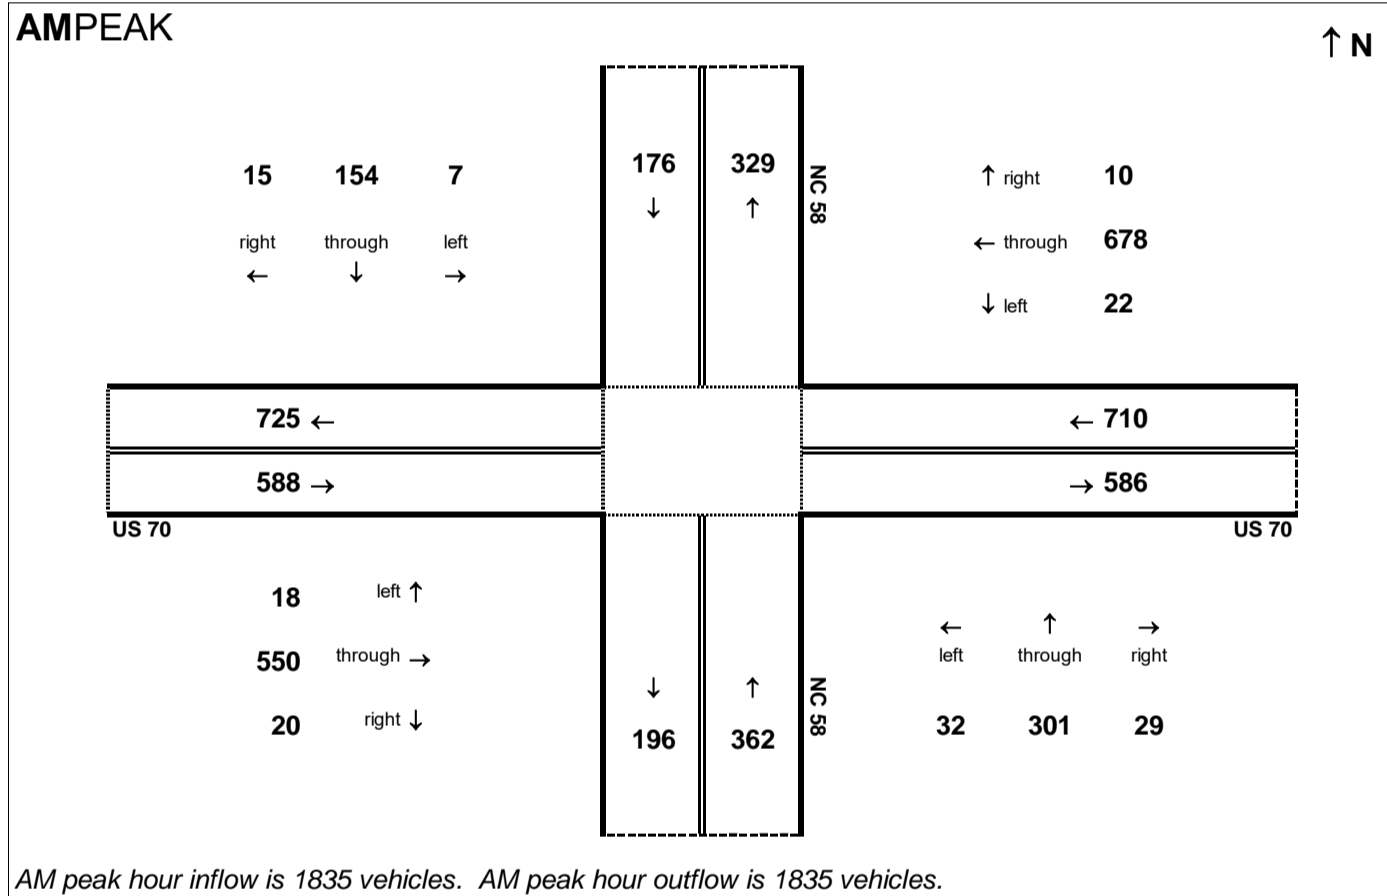 AMPEAK
↑ N
15 154 7
right through left
← ↓ →
176 329
↓ ↑
NC 58
↑ right 10
← through 678
↓ left 22
725 ←
588 →
← 710
→ 586
US 70
US 70
18 left ↑
550 through →
20 right ↓
↓ ↑
196 362
NC 58
← ↑ →
left through right
32 301 29
AM peak hour inflow is 1835 vehicles. AM peak hour outflow is 1835 vehicles.